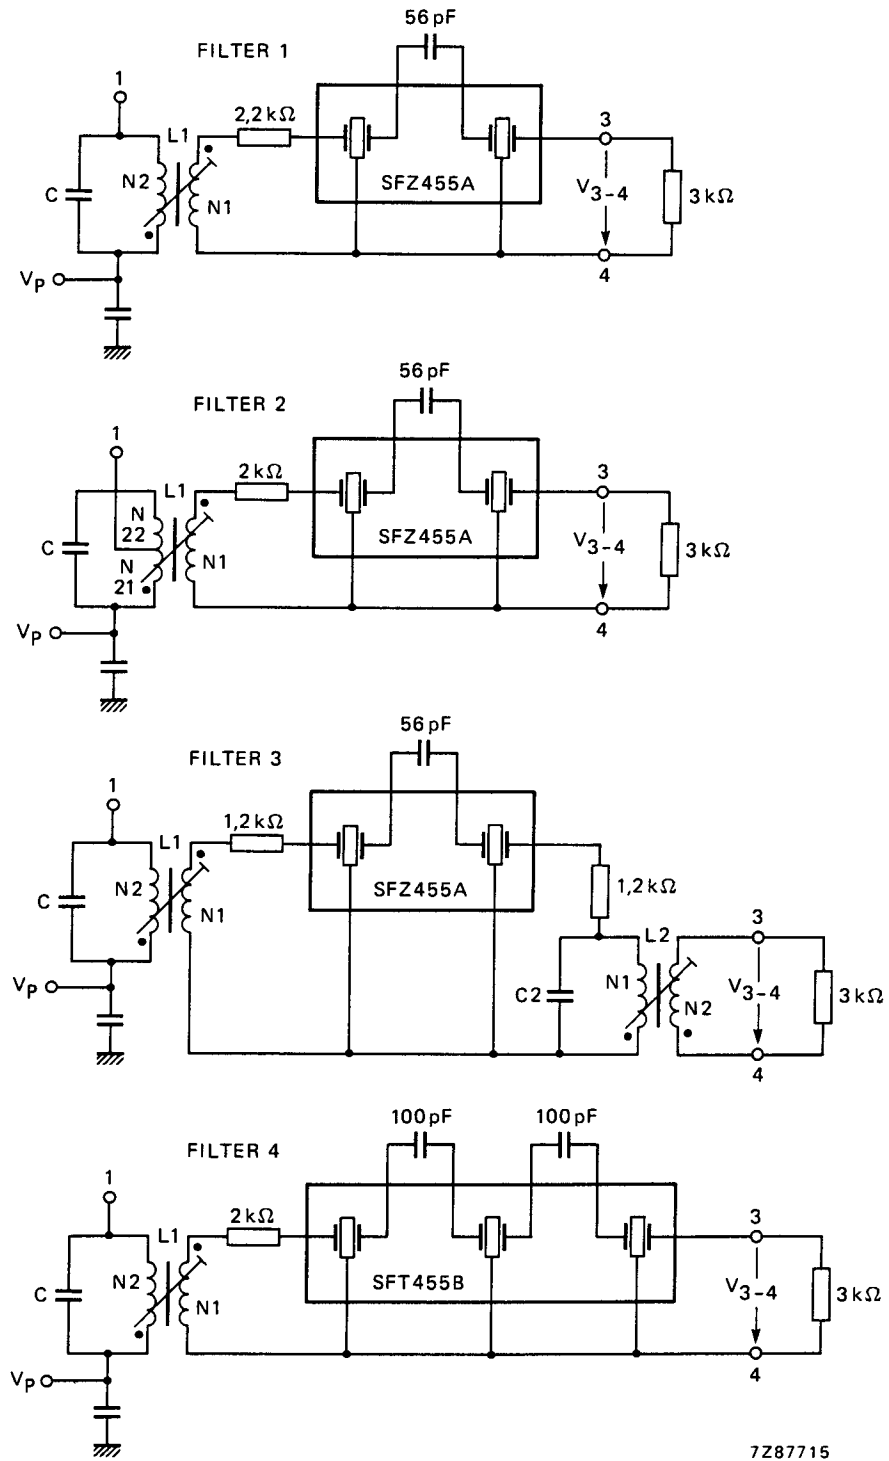 56 pF
FILTER 1
1
L1
2,2 kΩ
3
N2
SFZ455A
V3-4
C
N1
3 kΩ
VP
4
56 pF
FILTER 2
1
L1
2 kΩ
3
N
22
SFZ455A
V3-4
C
N
21
N1
3 kΩ
VP
4
56 pF
FILTER 3
1
L1
1,2 kΩ
N2
SFZ455A
1,2 kΩ
C
N1
3
L2
VP
C2
N1
V3-4
N2
3 kΩ
4
100 pF
100 pF
FILTER 4
1
L1
2 kΩ
3
N2
SFT455B
V3-4
C
N1
3 kΩ
VP
4
7Z87715